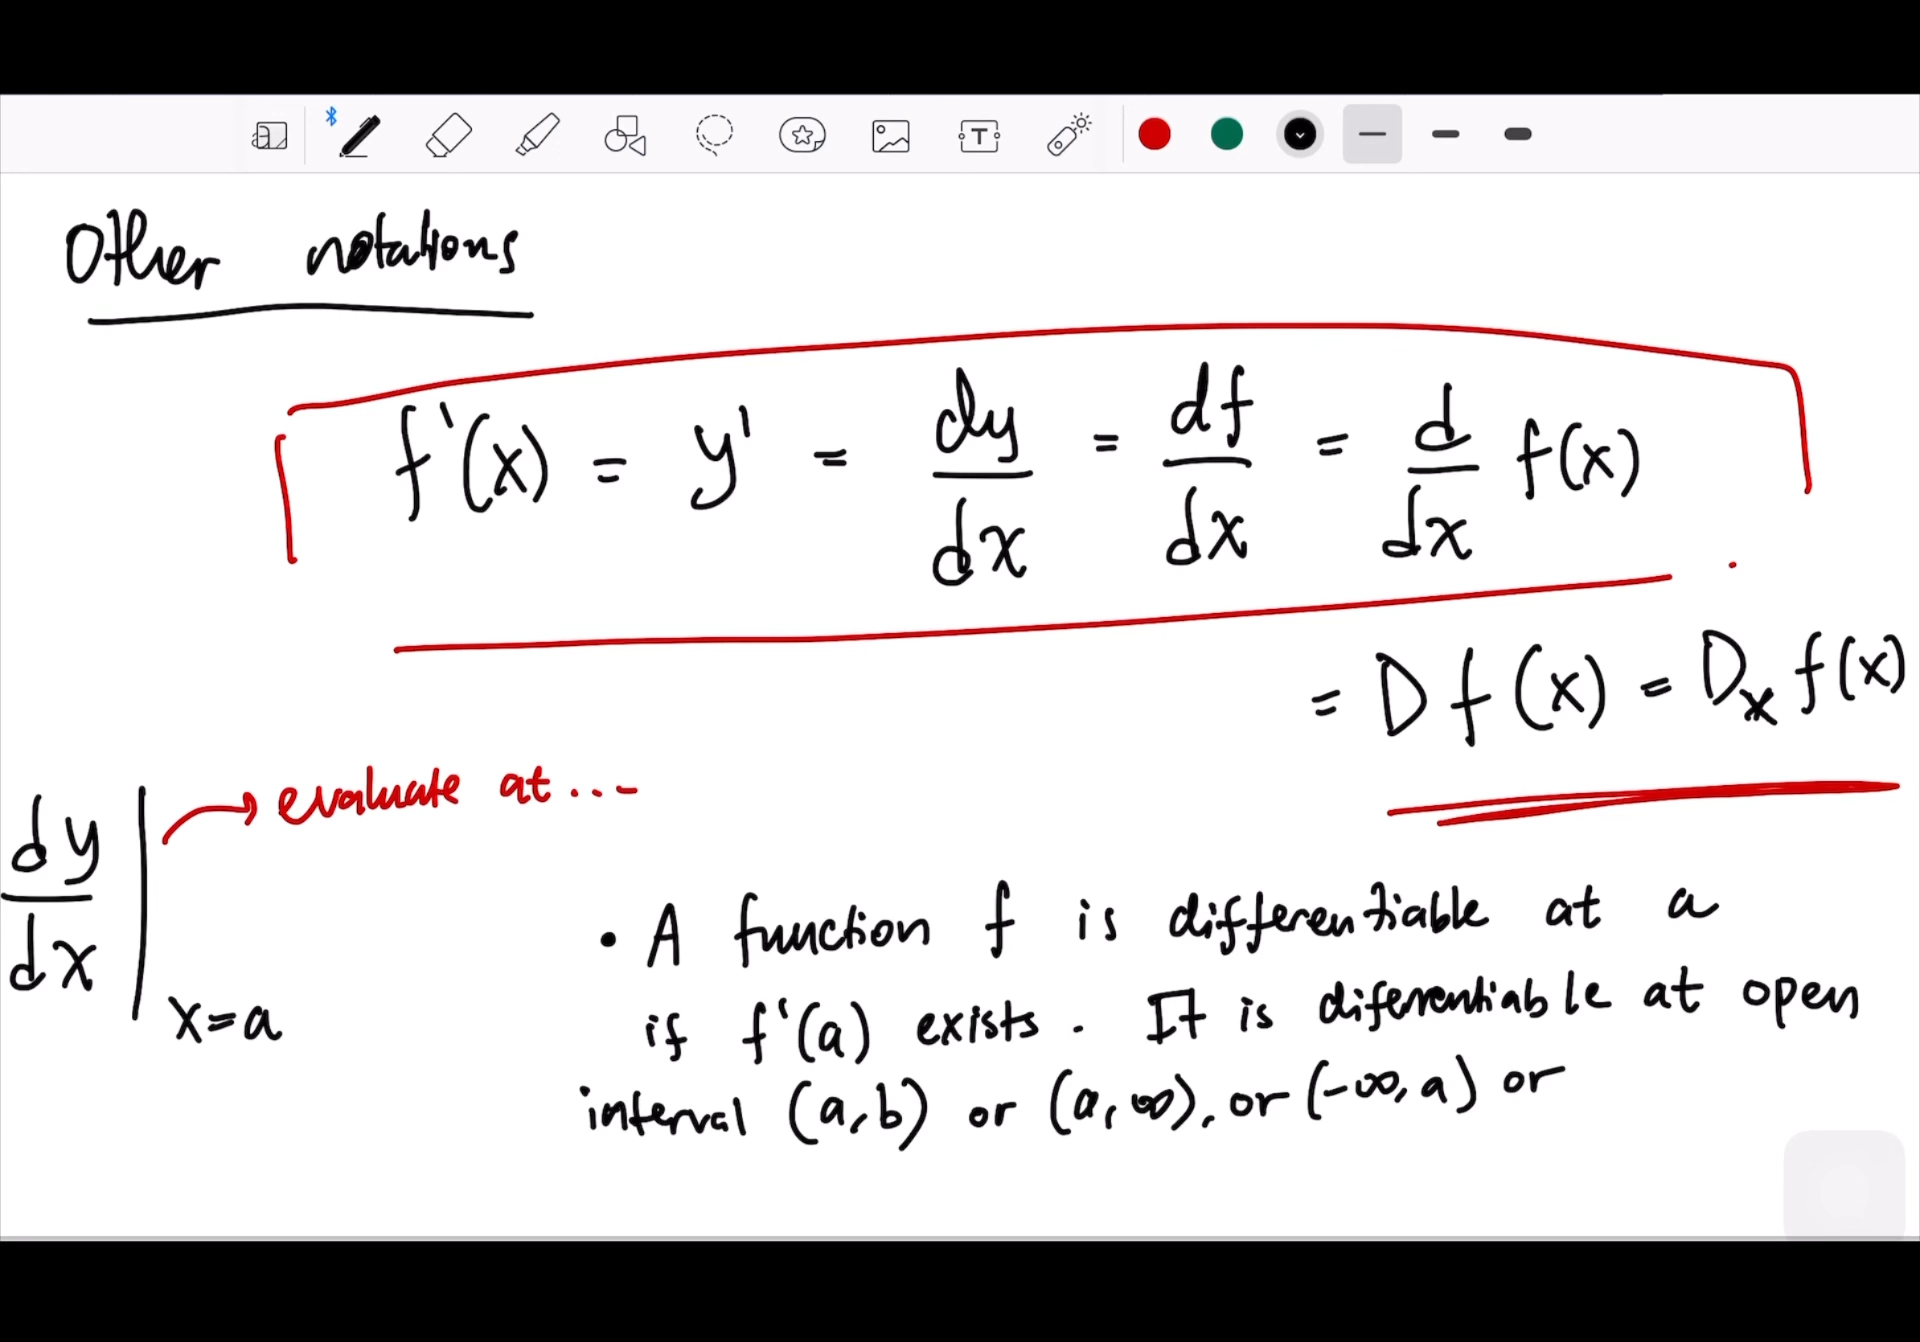 Other notations
f'(x) = y' = dy/dx = df/dx = d/dx f(x)
= D f(x) = Dₓ f(x)
evaluate at ...
dy/dx |
x=a
• A function f is differentiable at a
if f'(a) exists. It is diferentiable at open
interval (a,b) or (a,∞), or (-∞,a) or